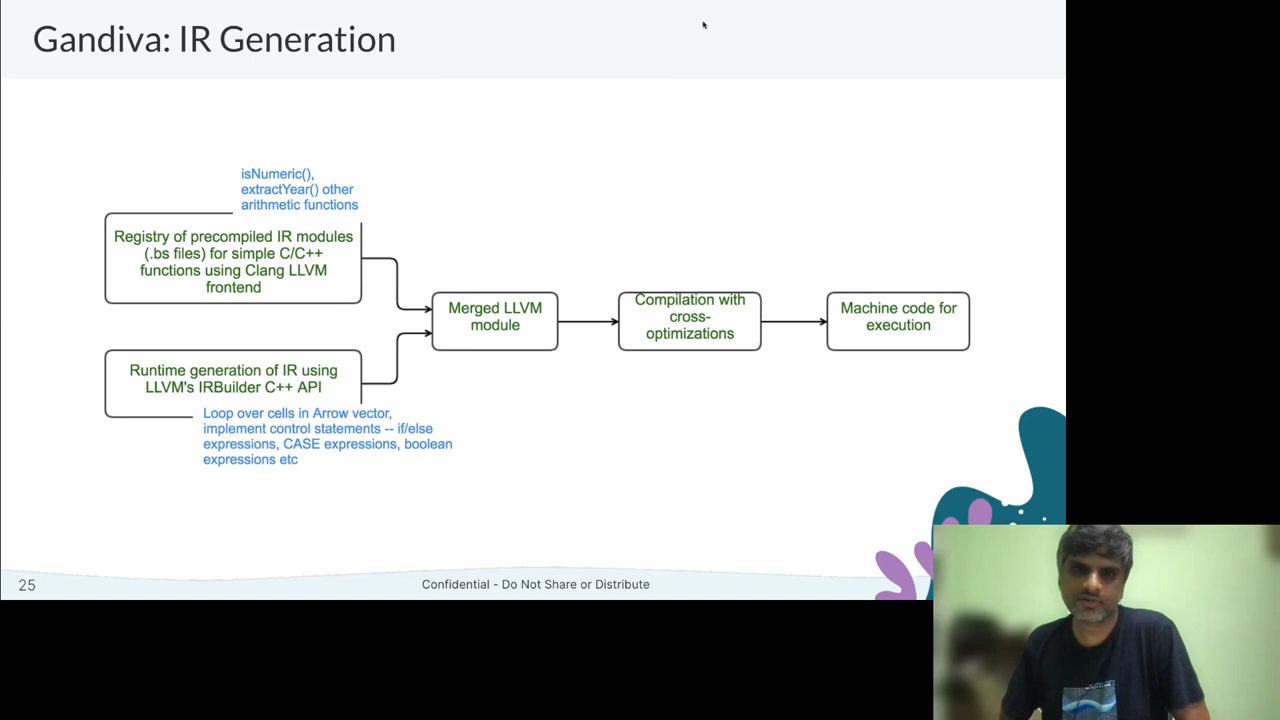 Gandiva: IR Generation
isNumeric(),
extractYear() other
arithmetic functions
Registry of precompiled IR modules
(.bs files) for simple C/C++
functions using Clang LLVM
frontend
Runtime generation of IR using
LLVM's IRBuilder C++ API
Loop over cells in Arrow vector,
implement control statements -- if/else
expressions, CASE expressions, boolean
expressions etc
Merged LLVM
module
Compilation with
cross-
optimizations
Machine code for
execution
25
Confidential - Do Not Share or Distribute